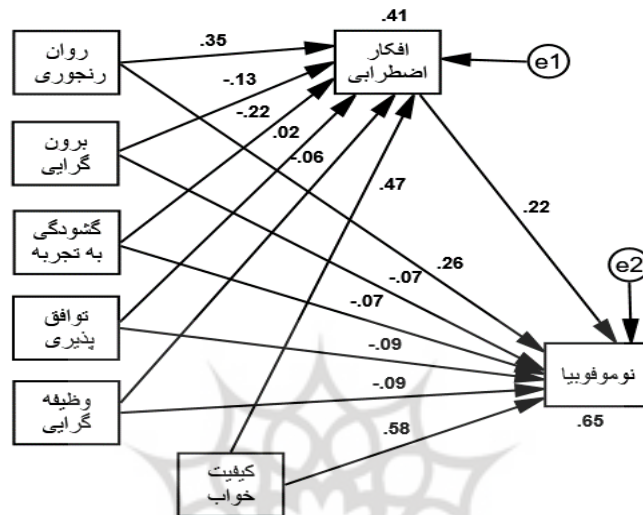 .41
روان
رنجوری
.35
افکار
اضطرابی
e1
-.13
-.22
برون
گرایی
.02
-.06
.47
گشودگی
به تجربه
.22
.26
-.07
e2
-.07
توافق
پذیری
-.09
نوموفوبیا
وظیفه
گرایی
-.09
.65
.58
کیفیت
خواب